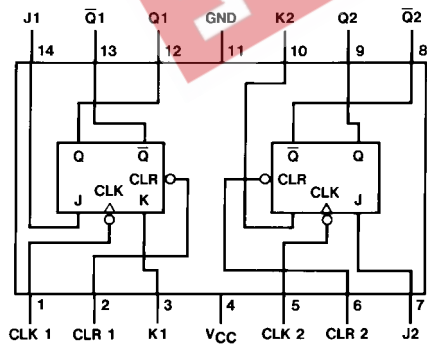 J1 Q̅1 Q1 GND K2 Q2 Q̅2
14 13 12 11 10 9 8
Q Q̅ Q̅ Q
CLR CLR
CLK CLK
J K J
1 2 3 4 5 6 7
CLK 1 CLR 1 K1 VCC CLK 2 CLR 2 J2